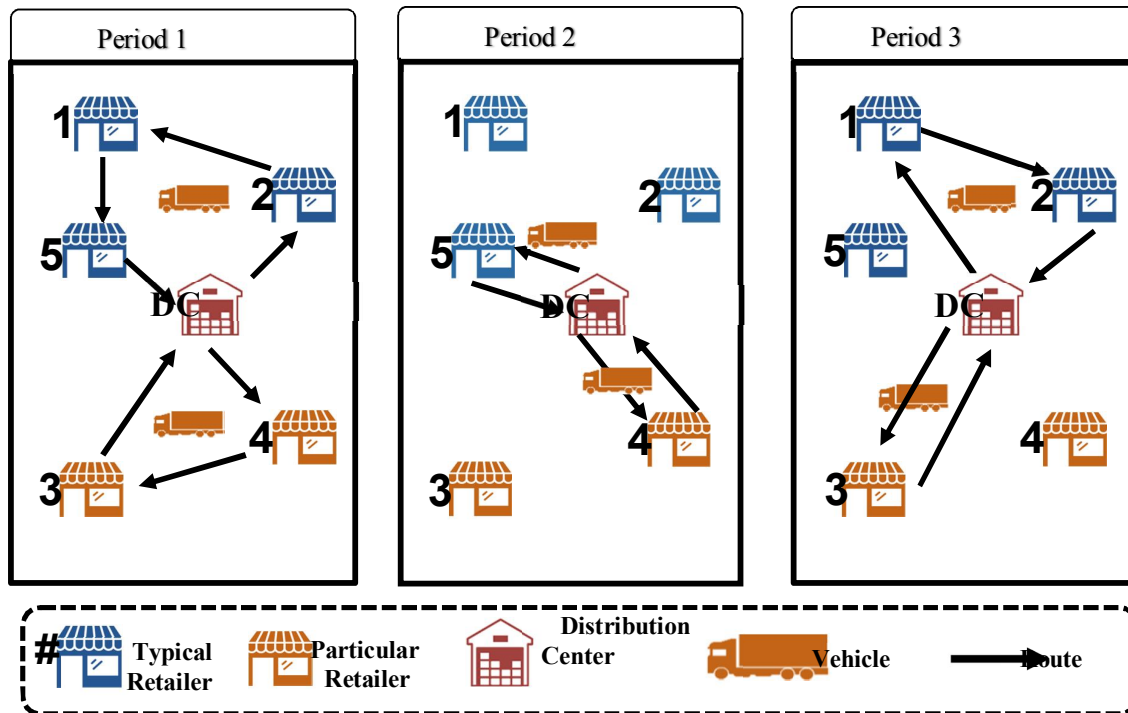 Period 1
1
2
5
DC
4
3
Period 2
1
2
5
DC
4
3
Period 3
1
2
5
DC
4
3
# Typical
Retailer
Particular
Retailer
Distribution
Center
Vehicle
Route